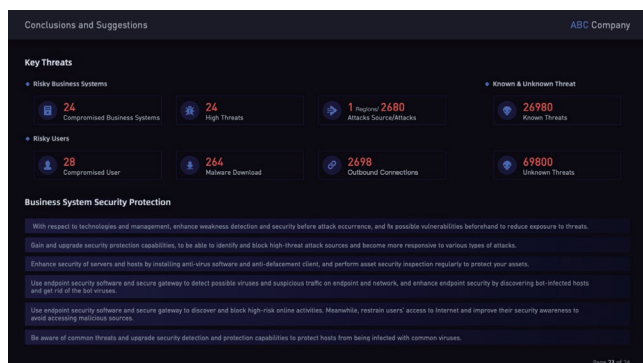 Conclusions and Suggestions
ABC Company
Key Threats
Risky Business Systems
Known & Unknown Threat
24
Compromised Business Systems
24
High Threats
1 Regions/ 2680
Attacks Source/Attacks
26980
Known Threats
Risky Users
28
Compromised User
264
Malware Download
2698
Outbound Connections
69800
Unknown Threats
Business System Security Protection
With respect to technologies and management, enhance weakness detection and security before attack occurrence, and fix possible vulnerabilities beforehand to reduce exposure to threats.
Gain and upgrade security protection capabilities, to be able to identify and block high-threat attack sources and become more responsive to various types of attacks.
Enhance security of servers and hosts by installing anti-virus software and anti-defacement client, and perform asset security inspection regularly to protect your assets.
Use endpoint security software and secure gateway to detect possible viruses and suspicious traffic on endpoint and network, and enhance endpoint security by discovering bot-infected hosts
and get rid of the bot viruses.
Use endpoint security software and secure gateway to discover and block high-risk online activities. Meanwhile, restrain users' access to Internet and improve their security awareness to
avoid accessing malicious sources.
Be aware of common threats and upgrade security detection and protection capabilities to protect hosts from being infected with common viruses.
Page 23 of 24